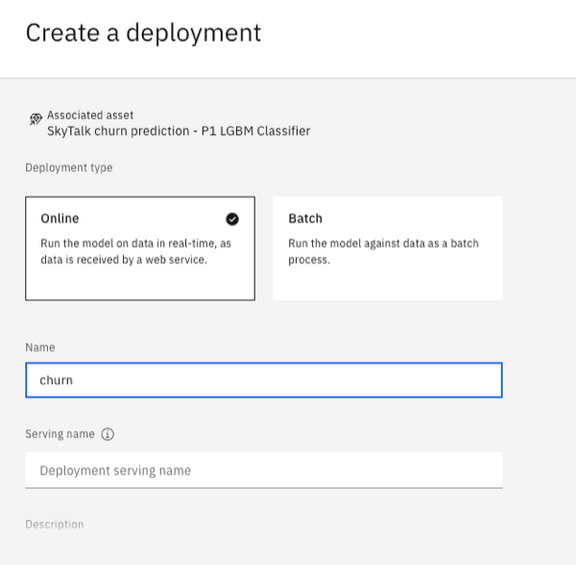 Create a deployment
Associated asset
SkyTalk churn prediction - P1 LGBM Classifier
Deployment type
Online
Run the model on data in real-time, as
data is received by a web service.
Batch
Run the model against data as a batch
process.
Name
churn
Serving name
Deployment serving name
Description